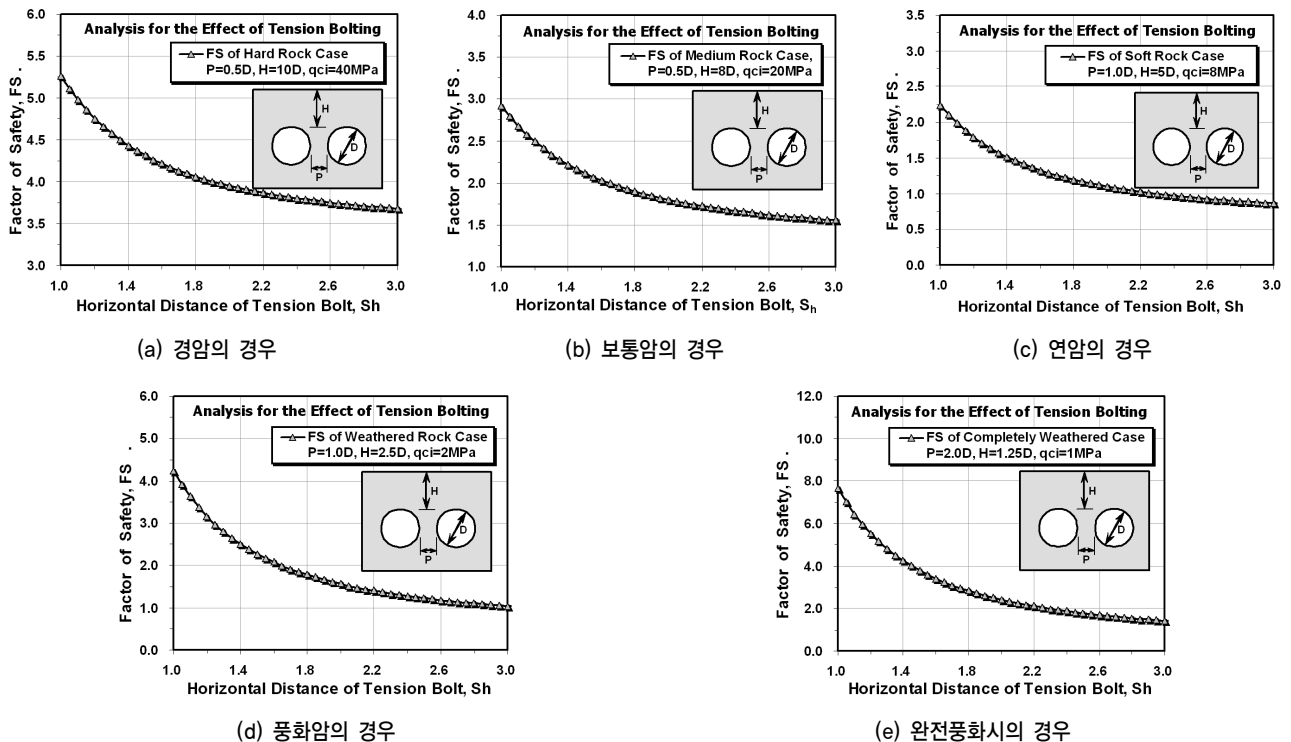 Analysis for the Effect of Tension Bolting
FS of Hard Rock Case
P=0.5D, H=10D, qci=40MPa
H
D
P
Factor of Safety, FS .
6.0
5.5
5.0
4.5
4.0
3.5
3.0
1.0 1.4 1.8 2.2 2.6 3.0
Horizontal Distance of Tension Bolt, Sh
(a) 경암의 경우
Analysis for the Effect of Tension Bolting
FS of Medium Rock Case,
P=0.5D, H=8D, qci=20MPa
H
D
P
Factor of Safety, FS .
4.0
3.5
3.0
2.5
2.0
1.5
1.0
1.0 1.4 1.8 2.2 2.6 3.0
Horizontal Distance of Tension Bolt, Sh
(b) 보통암의 경우
Analysis for the Effect of Tension Bolting
FS of Soft Rock Case
P=1.0D, H=5D, qci=8MPa
H
D
P
Factor of Safety, FS .
3.5
3.0
2.5
2.0
1.5
1.0
0.5
0.0
1.0 1.4 1.8 2.2 2.6 3.0
Horizontal Distance of Tension Bolt, Sh
(c) 연암의 경우
Analysis for the Effect of Tension Bolting
FS of Weathered Rock Case
P=1.0D, H=2.5D, qci=2MPa
H
D
P
Factor of Safety, FS .
6.0
5.0
4.0
3.0
2.0
1.0
0.0
1.0 1.4 1.8 2.2 2.6 3.0
Horizontal Distance of Tension Bolt, Sh
(d) 풍화암의 경우
Analysis for the Effect of Tension Bolting
FS of Completely Weathered Case
P=2.0D, H=1.25D, qci=1MPa
H
D
P
Factor of Safety, FS .
12.0
10.0
8.0
6.0
4.0
2.0
0.0
1.0 1.4 1.8 2.2 2.6 3.0
Horizontal Distance of Tension Bolt, Sh
(e) 완전풍화시의 경우